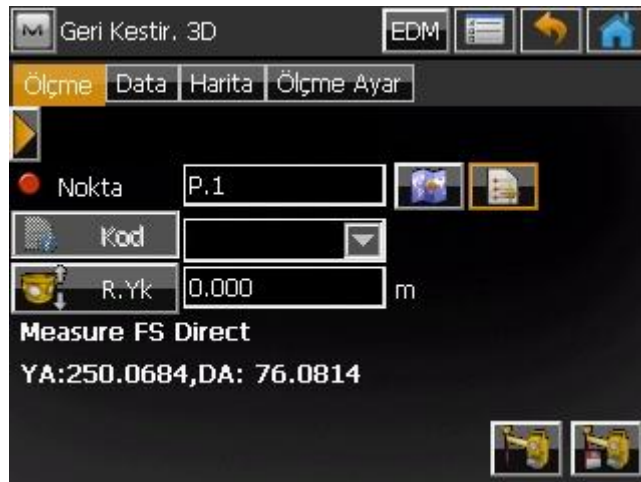 Geri Kestir. 3D EDM
Ölçme Data Harita Ölçme Ayar
Nokta P.1
Kod
R.Yk 0.000 m
Measure FS Direct
YA:250.0684,DA: 76.0814